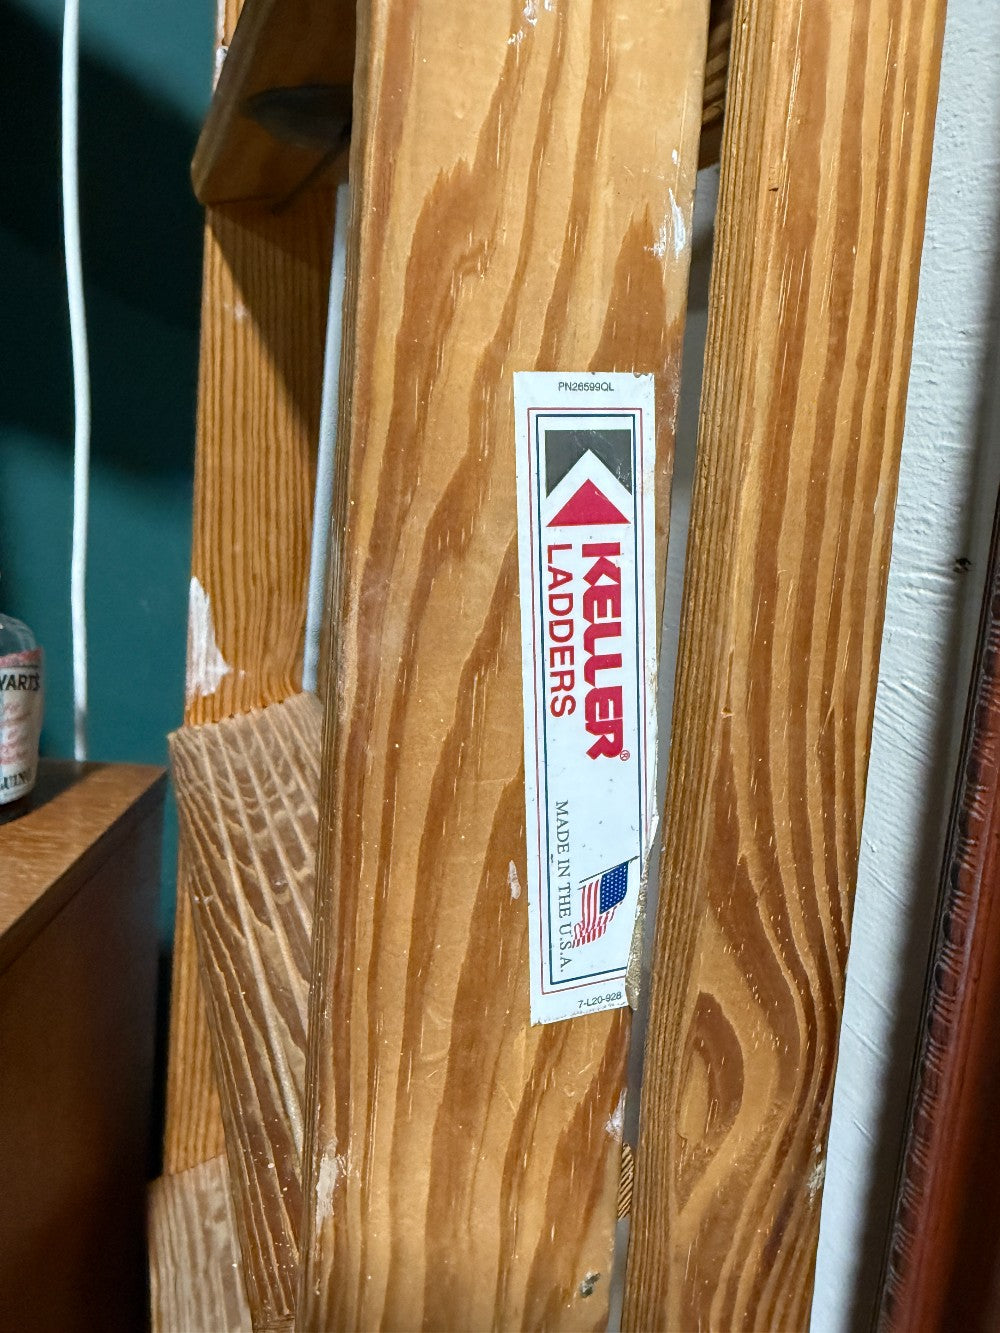 PN26599QL
KELLER®
LADDERS
MADE IN THE U.S.A.
7-L20-928